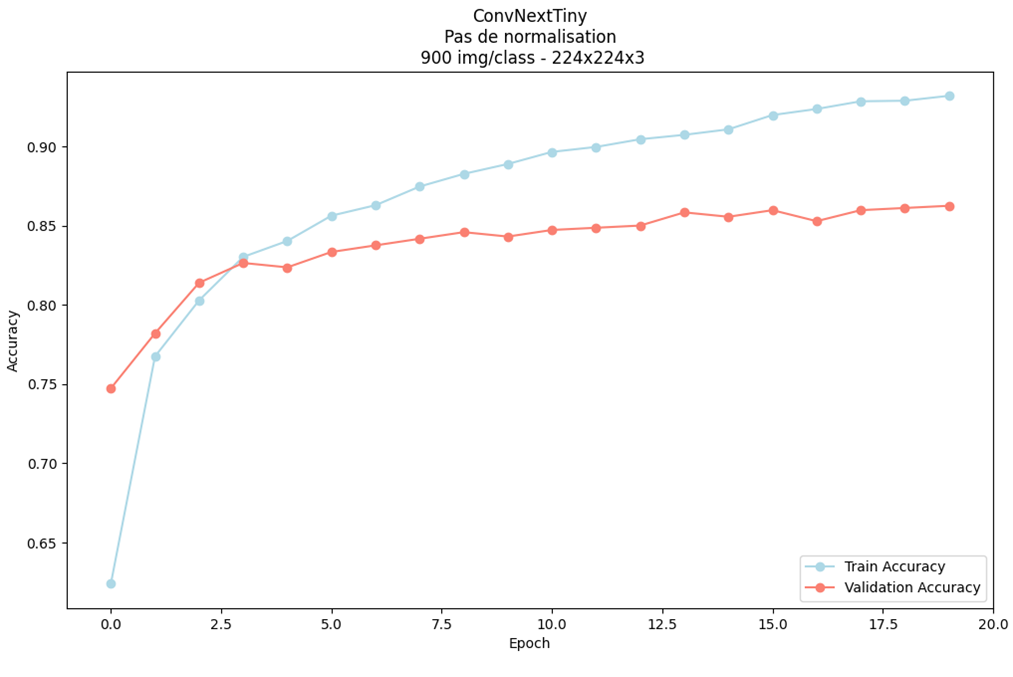 ConvNextTiny
Pas de normalisation
900 img/class - 224x224x3
Accuracy
0.90
0.85
0.80
0.75
0.70
0.65
0.0 2.5 5.0 7.5 10.0 12.5 15.0 17.5 20.0
Epoch
Train Accuracy
Validation Accuracy